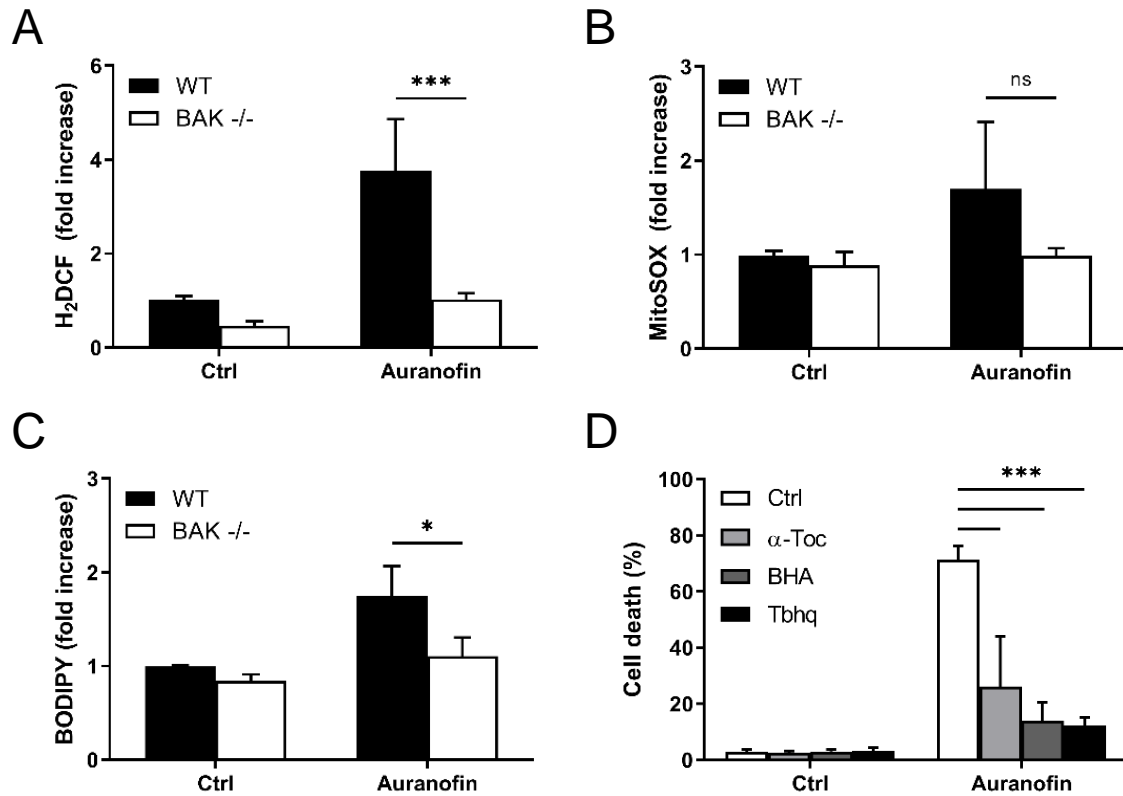 A
H₂DCF (fold increase)
6
4
2
0
WT
BAK -/-
***
Ctrl
Auranofin
B
MitoSOX (fold increase)
3
2
1
0
WT
BAK -/-
ns
Ctrl
Auranofin
C
BODIPY (fold increase)
3
2
1
0
WT
BAK -/-
*
Ctrl
Auranofin
D
Cell death (%)
100
80
60
40
20
0
Ctrl
α-Toc
BHA
Tbhq
***
Ctrl
Auranofin